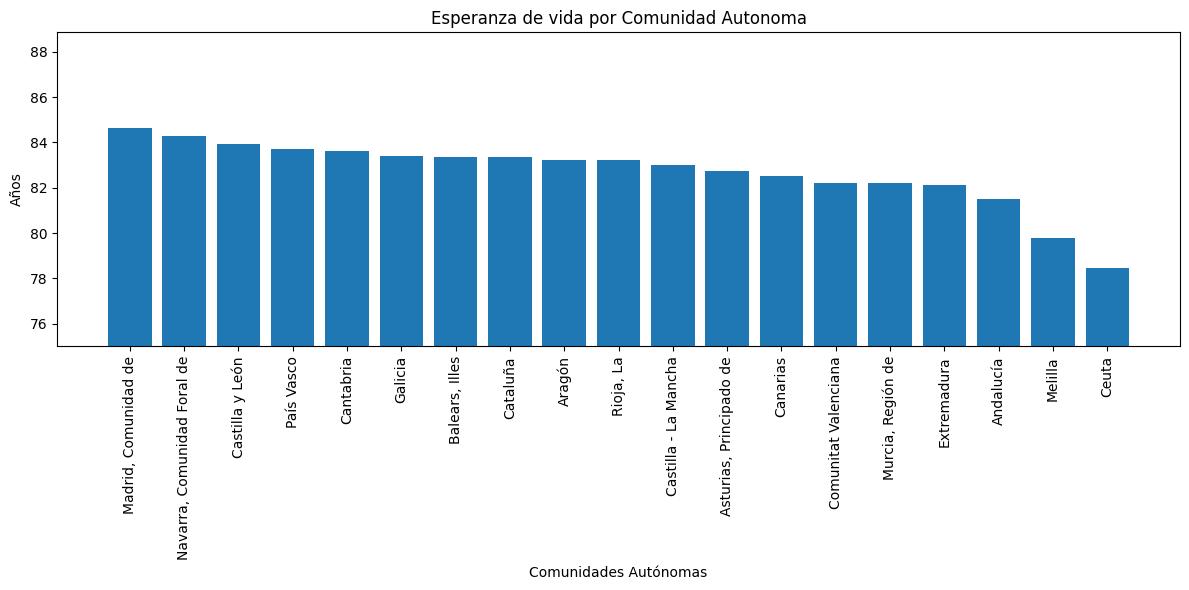 Esperanza de vida por Comunidad Autonoma
Años
88
86
84
82
80
78
76
Madrid, Comunidad de
Navarra, Comunidad Foral de
Castilla y León
País Vasco
Cantabria
Galicia
Balears, Illes
Cataluña
Aragón
Rioja, La
Castilla - La Mancha
Asturias, Principado de
Canarias
Comunitat Valenciana
Murcia, Región de
Extremadura
Andalucía
Melilla
Ceuta
Comunidades Autónomas